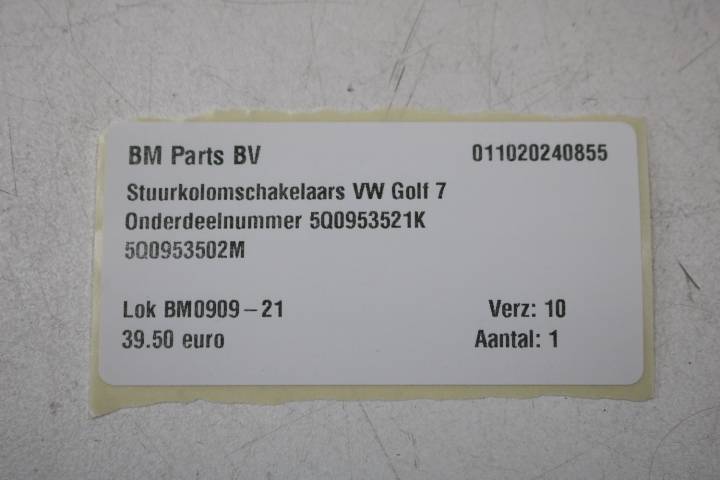 BM Parts BV 011020240855
Stuurkolomschakelaars VW Golf 7
Onderdeelnummer 5Q0953521K
5Q0953502M
Lok BM0909-21 Verz: 10
39.50 euro Aantal: 1